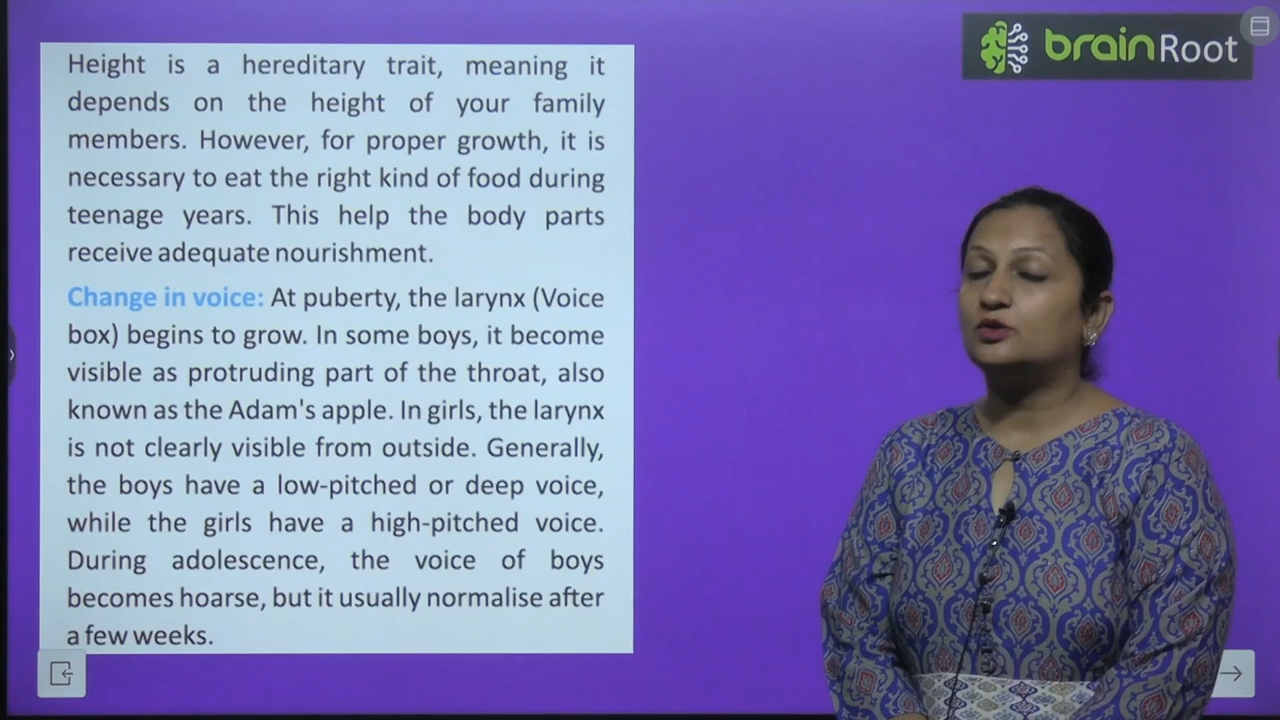 brainRoot
Height is a hereditary trait, meaning it
depends on the height of your family
members. However, for proper growth, it is
necessary to eat the right kind of food during
teenage years. This help the body parts
receive adequate nourishment.
Change in voice: At puberty, the larynx (Voice
box) begins to grow. In some boys, it become
visible as protruding part of the throat, also
known as the Adam's apple. In girls, the larynx
is not clearly visible from outside. Generally,
the boys have a low-pitched or deep voice,
while the girls have a high-pitched voice.
During adolescence, the voice of boys
becomes hoarse, but it usually normalise after
a few weeks.